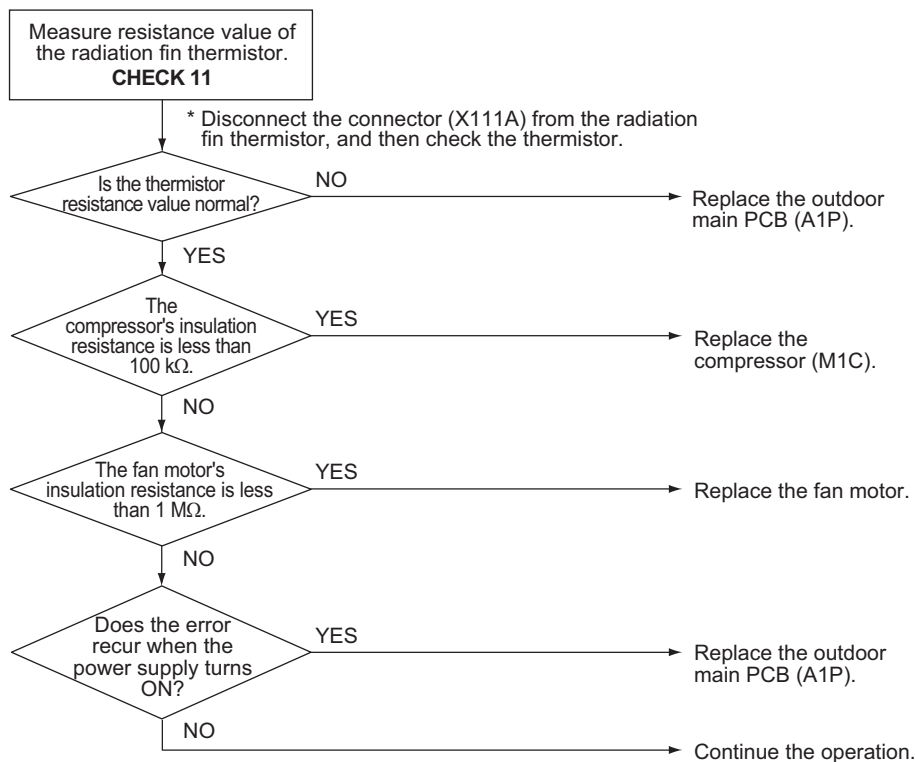 Measure resistance value of
the radiation fin thermistor.
CHECK 11
* Disconnect the connector (X111A) from the radiation
fin thermistor, and then check the thermistor.
Is the thermistor
resistance value normal?
NO
Replace the outdoor
main PCB (A1P).
YES
The
compressor's insulation
resistance is less than
100 kΩ.
YES
Replace the
compressor (M1C).
NO
The fan motor's
insulation resistance is less
than 1 MΩ.
YES
Replace the fan motor.
NO
Does the error
recur when the
power supply turns
ON?
YES
Replace the outdoor
main PCB (A1P).
NO
Continue the operation.